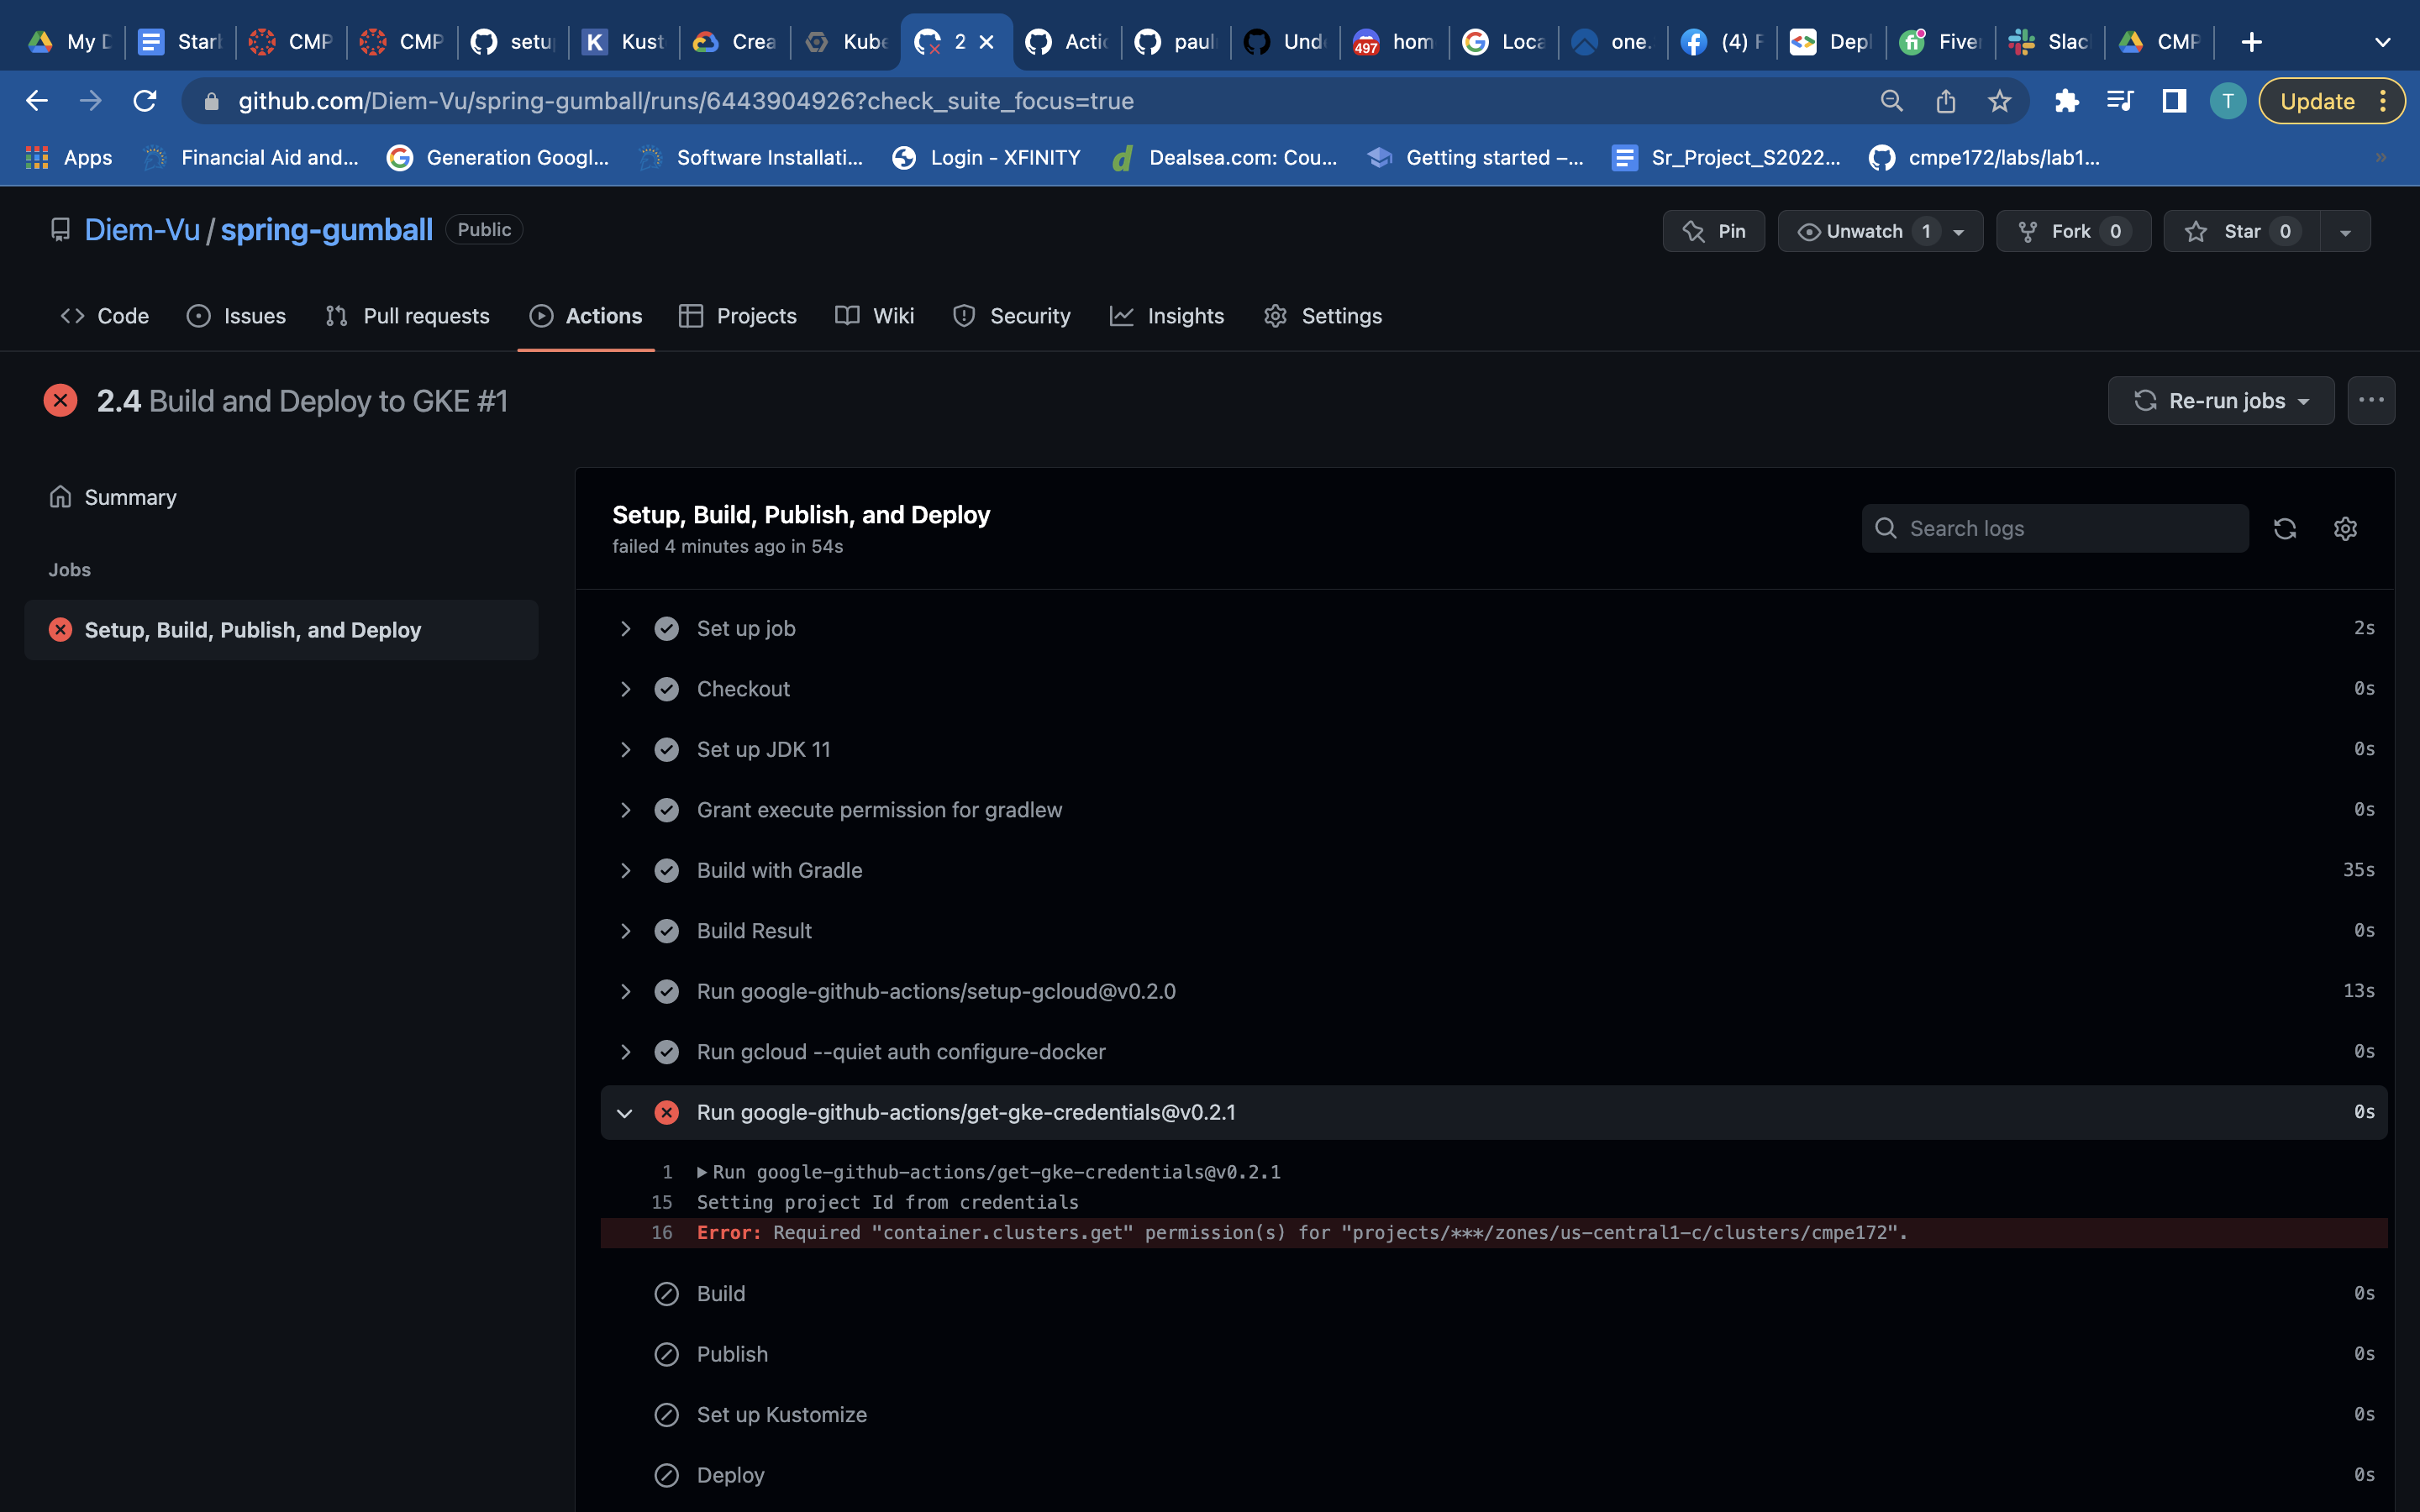 My D
Star
CMP
CMP
setu
Kust
Crea
Kube
2
Actic
paul
Und
497
hom
Loca
one.
(4) F
Depl
Fiver
Slac
CMP
github.com/Diem-Vu/spring-gumball/runs/6443904926?check_suite_focus=true
T
Update
Apps
Financial Aid and...
Generation Googl...
Software Installati...
Login - XFINITY
Dealsea.com: Cou...
Getting started –...
Sr_Project_S2022...
cmpe172/labs/lab1...
»
Diem-Vu / spring-gumball Public
Pin
Unwatch 1
Fork 0
Star 0
Code
Issues
Pull requests
Actions
Projects
Wiki
Security
Insights
Settings
2.4 Build and Deploy to GKE #1
Re-run jobs
Summary
Jobs
Setup, Build, Publish, and Deploy
Setup, Build, Publish, and Deploy
failed 4 minutes ago in 54s
Search logs
Set up job 2s
Checkout 0s
Set up JDK 11 0s
Grant execute permission for gradlew 0s
Build with Gradle 35s
Build Result 0s
Run google-github-actions/setup-gcloud@v0.2.0 13s
Run gcloud --quiet auth configure-docker 0s
Run google-github-actions/get-gke-credentials@v0.2.1 0s
1 Run google-github-actions/get-gke-credentials@v0.2.1
15 Setting project Id from credentials
16 Error: Required "container.clusters.get" permission(s) for "projects/***/zones/us-central1-c/clusters/cmpe172".
Build 0s
Publish 0s
Set up Kustomize 0s
Deploy 0s